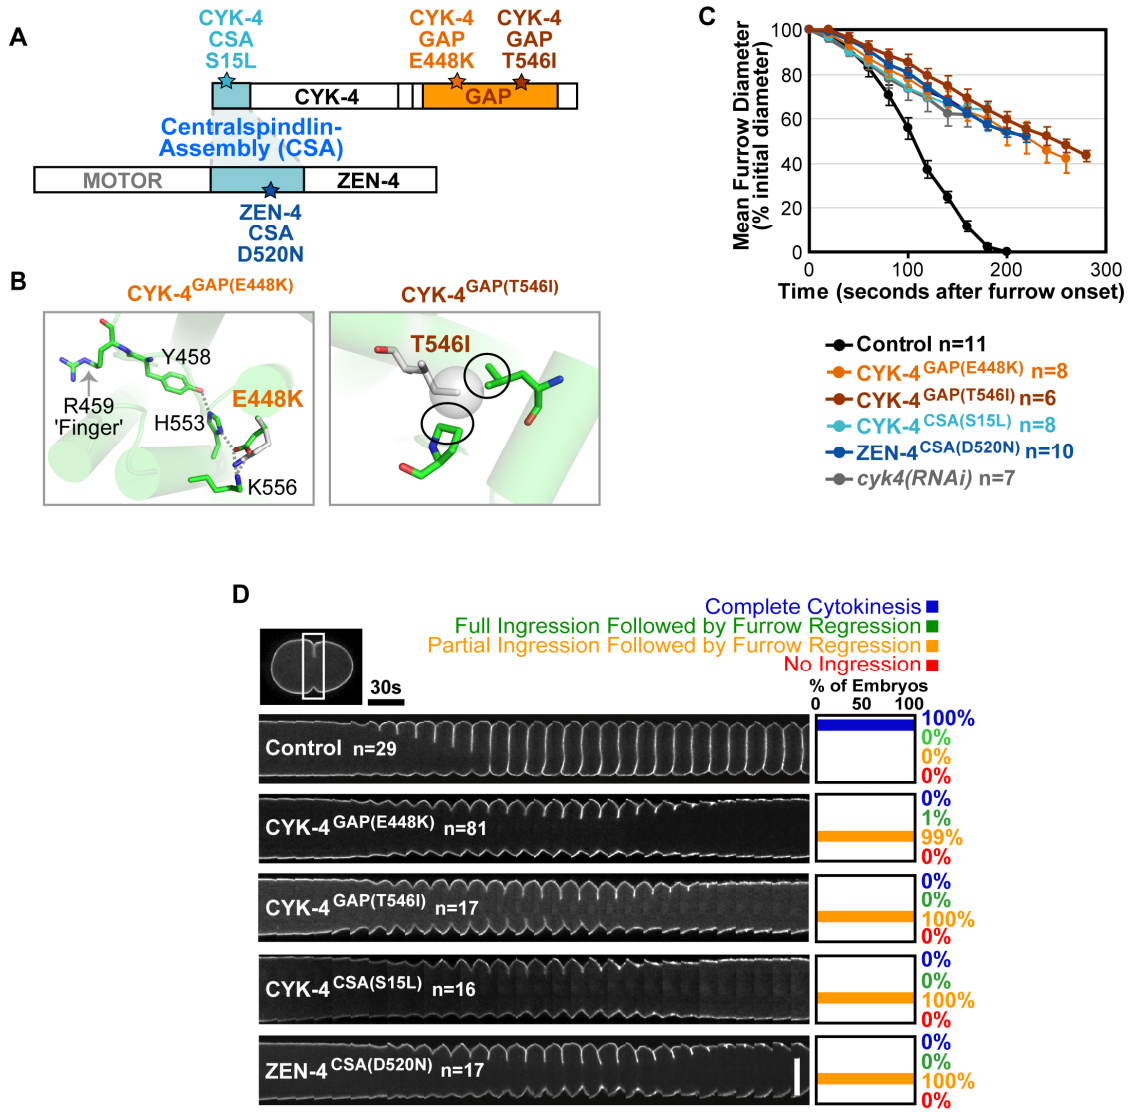 A
CYK-4 CSA S15L
CYK-4 GAP E448K
CYK-4 GAP T546I
CYK-4
GAP
Centralspindlin-
Assembly (CSA)
MOTOR
ZEN-4
ZEN-4
CSA
D520N
B
CYK-4GAP(E448K)
Y458
E448K
R459
'Finger'
H553
K556
CYK-4GAP(T546I)
T546I
C
Mean Furrow Diameter
(% initial diameter)
100
80
60
40
20
0
0 100 200 300
Time (seconds after furrow onset)
Control n=11
CYK-4GAP(E448K) n=8
CYK-4GAP(T546I) n=6
CYK-4CSA(S15L) n=8
ZEN-4CSA(D520N) n=10
cyk4(RNAi) n=7
D
Complete Cytokinesis
Full Ingression Followed by Furrow Regression
Partial Ingression Followed by Furrow Regression
No Ingression
30s
% of Embryos
0 50 100
Control n=29
100%
0%
0%
0%
CYK-4GAP(E448K) n=81
0%
1%
99%
0%
CYK-4GAP(T546I) n=17
0%
0%
100%
0%
CYK-4CSA(S15L) n=16
0%
0%
100%
0%
ZEN-4CSA(D520N) n=17
0%
0%
100%
0%